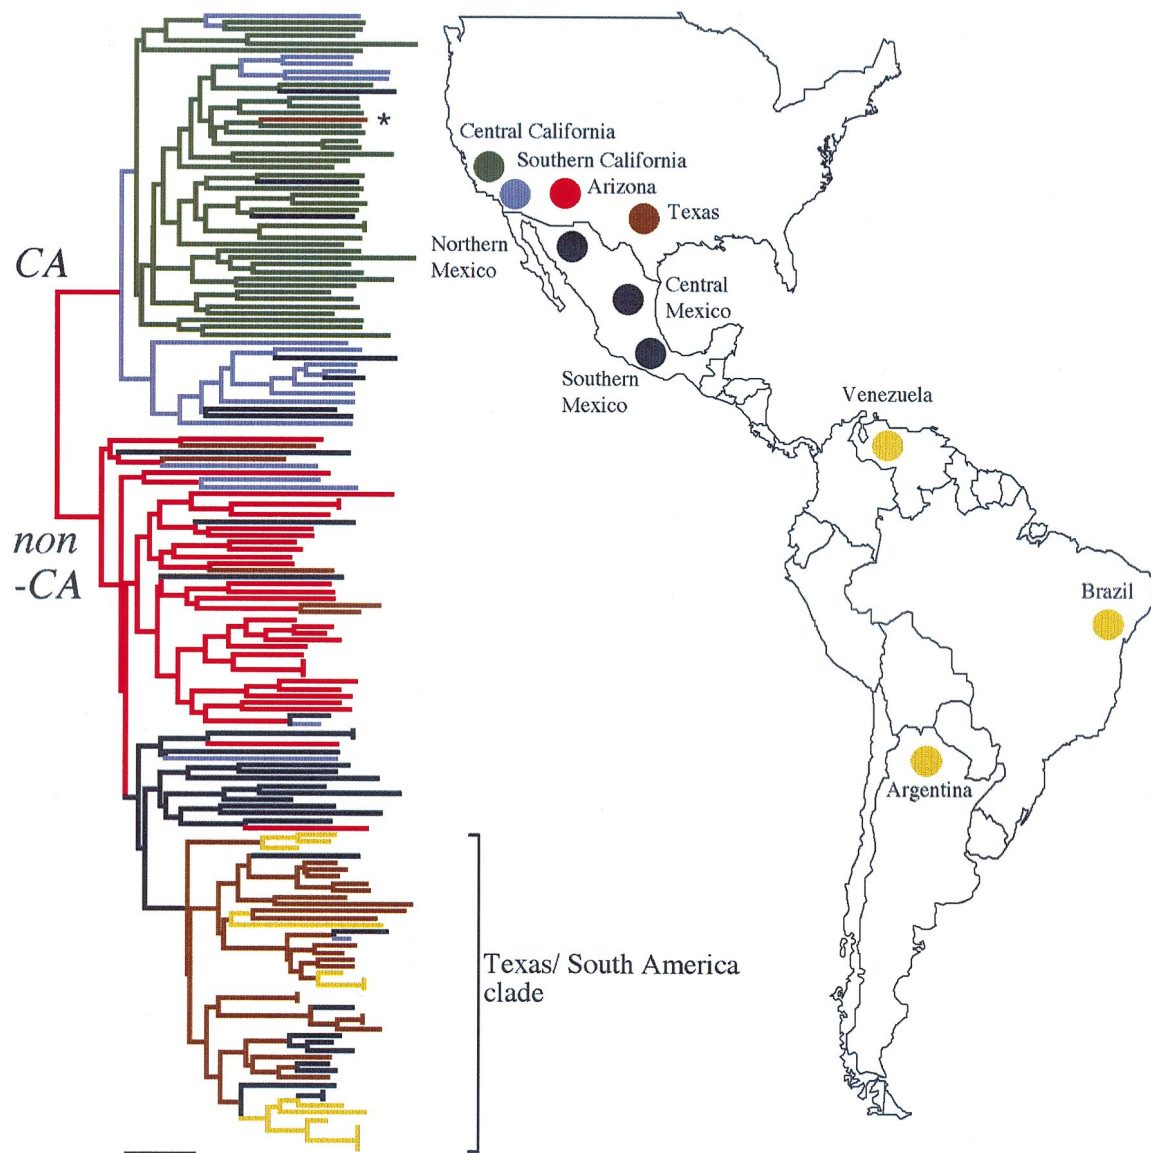 CA
non
-CA
*
Central California
Southern California
Arizona
Texas
Northern
Mexico
Central
Mexico
Southern
Mexico
Venezuela
Brazil
Argentina
Texas/ South America
clade